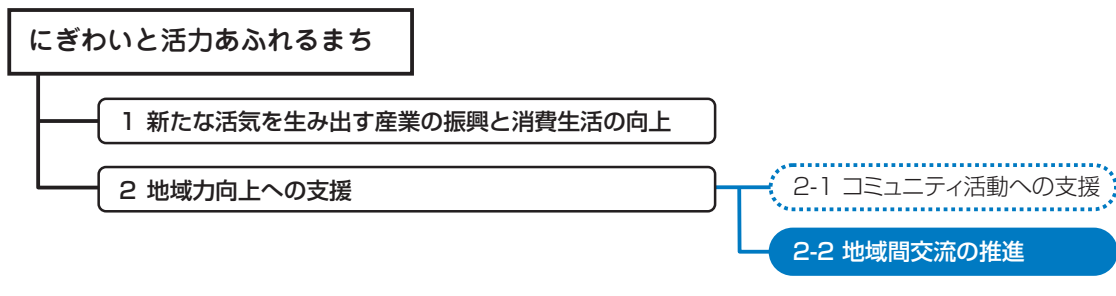 にぎわいと活力あふれるまち
1 新たな活気を生み出す産業の振興と消費生活の向上
2 地域力向上への支援
2-1 コミュニティ活動への支援
2-2 地域間交流の推進